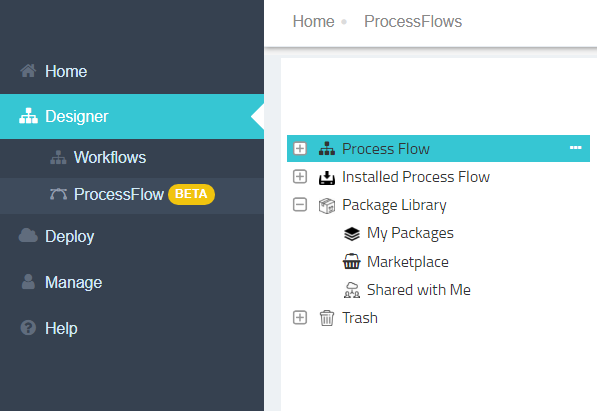 Home
Designer
Workflows
ProcessFlow BETA
Deploy
Manage
Help
Home ProcessFlows
Process Flow
Installed Process Flow
Package Library
My Packages
Marketplace
Shared with Me
Trash